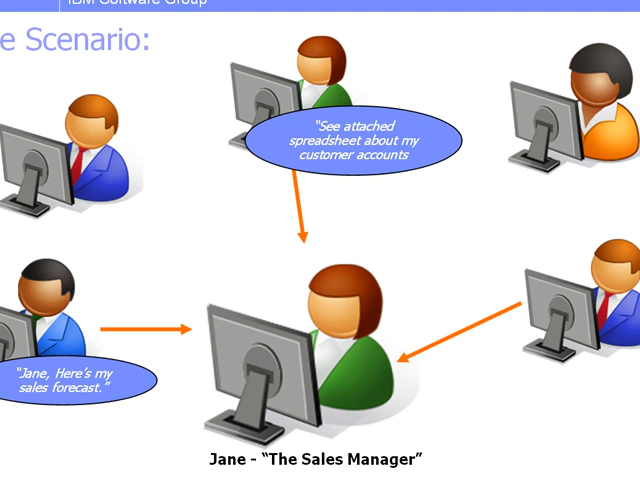 IBM Software Group
e Scenario:
"See attached
spreadsheet about my
customer accounts
"Jane, Here's my
sales forecast."
Jane - “The Sales Manager”